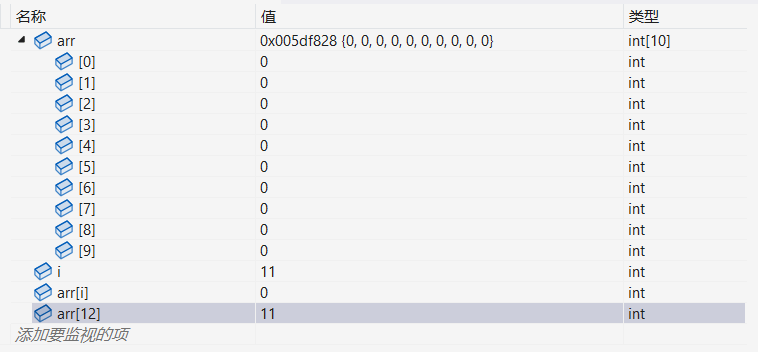 名称 值 类型
arr 0x005df828 {0, 0, 0, 0, 0, 0, 0, 0, 0, 0} int[10]
[0] 0 int
[1] 0 int
[2] 0 int
[3] 0 int
[4] 0 int
[5] 0 int
[6] 0 int
[7] 0 int
[8] 0 int
[9] 0 int
i 11 int
arr[i] 0 int
arr[12] 11 int
添加要监视的项